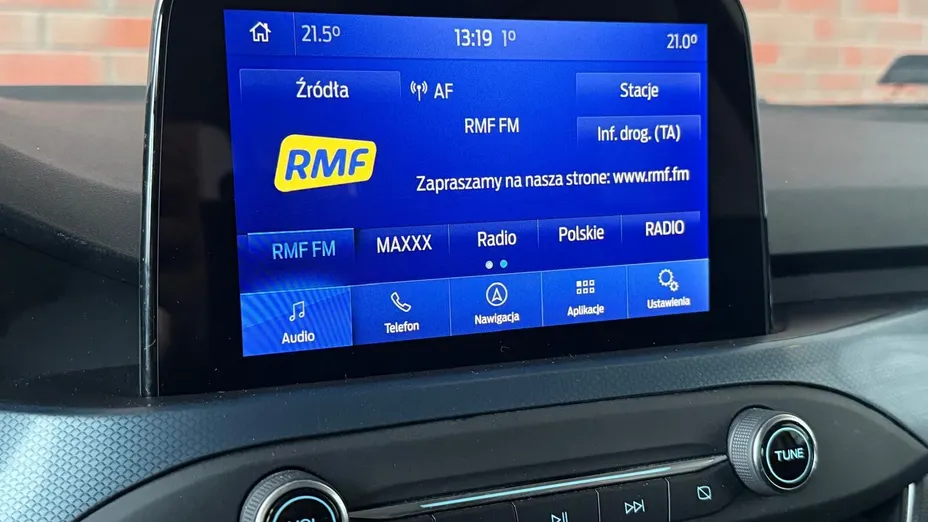 21.5° 13:19 1° 21.0°
Źródła AF Stacje
RMF FM
Inf. drog. (TA)
RMF
Zapraszamy na nasza strone: www.rmf.fm
RMF FM MAXXX Radio Polskie RADIO
Audio Telefon Nawigacja Aplikacje Ustawienia
TUNE
VOL